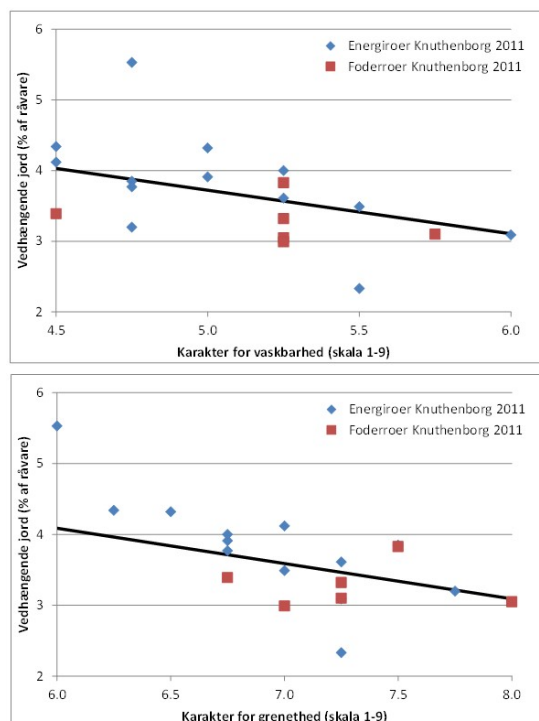 Vedhængende jord (% af råvare)
6
5
4
3
2
Energiroer Knuthenborg 2011
Foderroer Knuthenborg 2011
4.5 5.0 5.5 6.0
Karakter for vaskbarhed (skala 1-9)
Vedhængende jord (% af råvare)
6
5
4
3
2
Energiroer Knuthenborg 2011
Foderroer Knuthenborg 2011
6.0 6.5 7.0 7.5 8.0
Karakter for grenethed (skala 1-9)